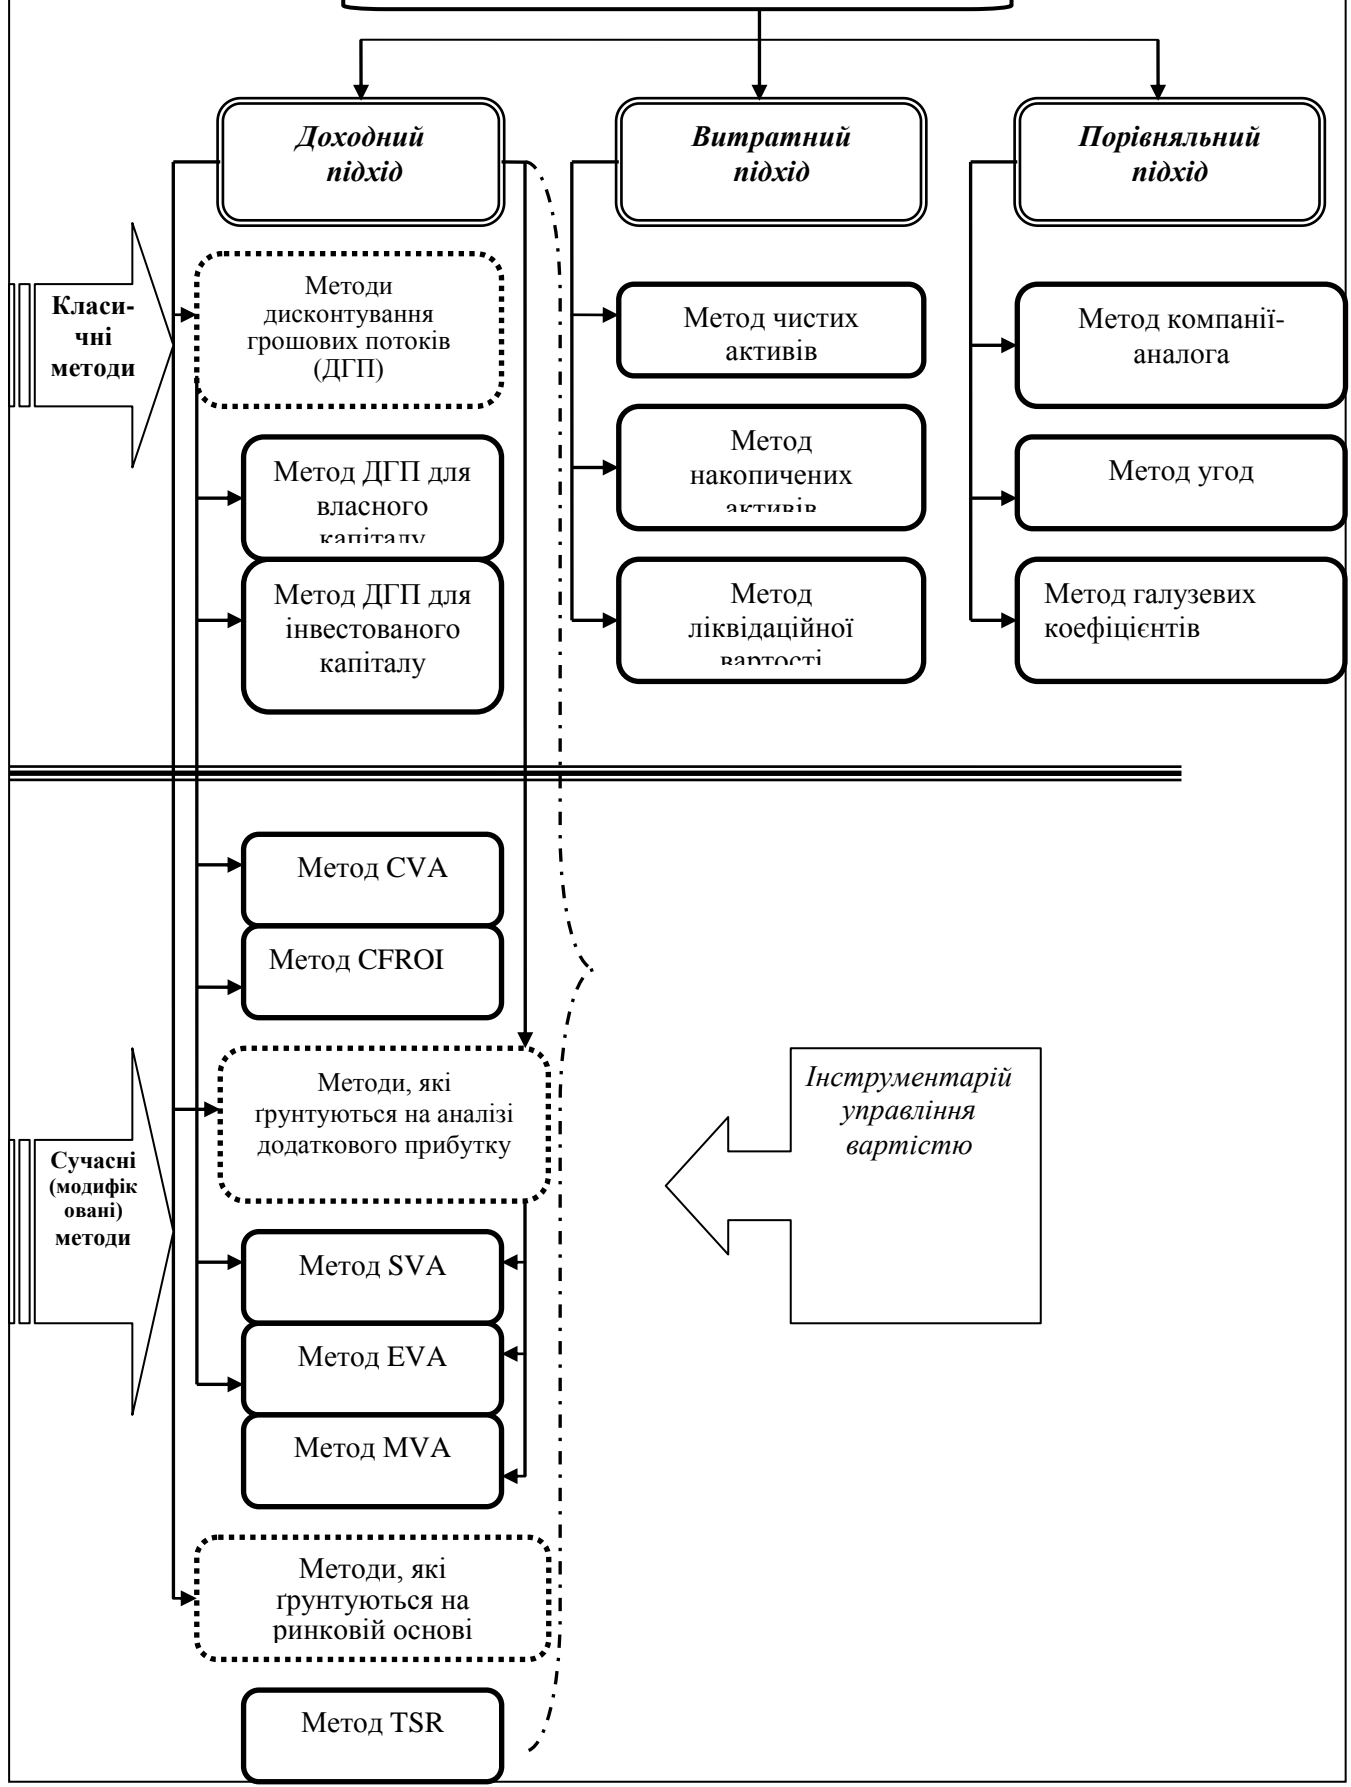 Доходний
підхід
Витратний
підхід
Порівняльний
підхід
Класи-
чні
методи
Методи
дисконтування
грошових потоків
(ДГП)
Метод чистих
активів
Метод компанії-
аналога
Метод ДГП для
власного
капіталу
Метод
накопичених
активів
Метод угод
Метод ДГП для
інвестованого
капіталу
Метод
ліквідаційної
вартості
Метод галузевих
коефіцієнтів
Метод CVA
Метод CFROI
Сучасні
(модифік
овані)
методи
Методи, які
ґрунтуються на аналізі
додаткового прибутку
Інструментарій
управління
вартістю
Метод SVA
Метод EVA
Метод MVA
Методи, які
ґрунтуються на
ринковій основі
Метод TSR